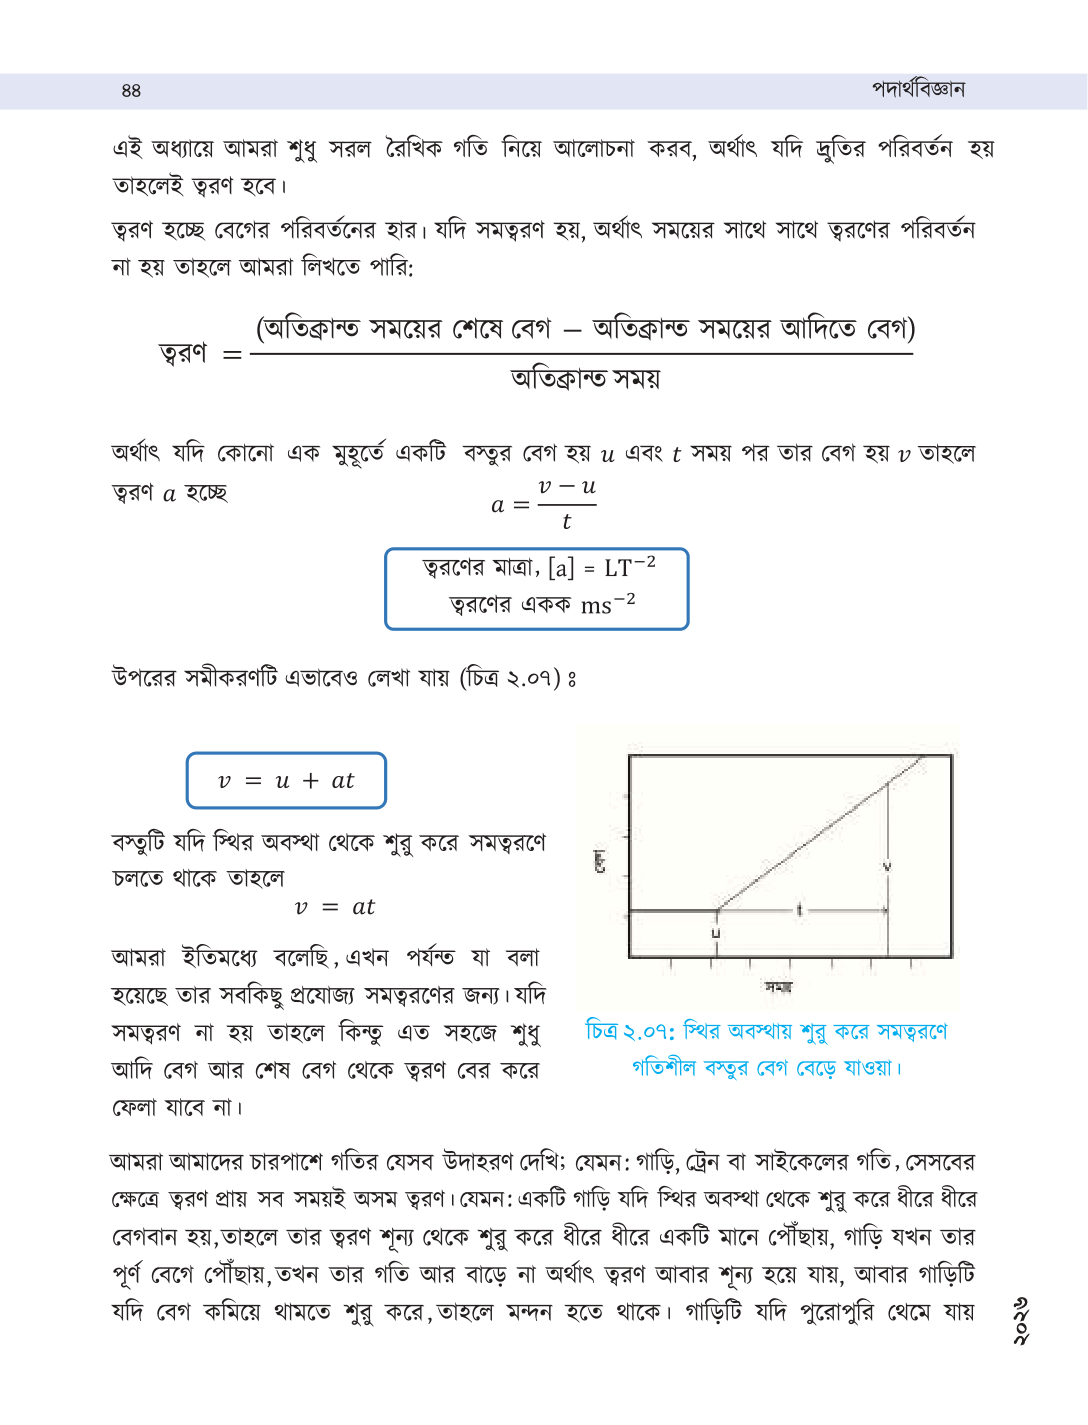 ৪৪
পদার্থবিজ্ঞান
এই অধ্যায়ে আমরা শুধু সরল রৈখিক গতি নিয়ে আলোচনা করব, অর্থাৎ যদি দ্রুতির পরিবর্তন হয়
তাহলেই ত্বরণ হবে।
ত্বরণ হচ্ছে বেগের পরিবর্তনের হার। যদি সমত্বরণ হয়, অর্থাৎ সময়ের সাথে সাথে ত্বরণের পরিবর্তন
না হয় তাহলে আমরা লিখতে পারি:
(অতিক্রান্ত সময়ের শেষে বেগ – অতিক্রান্ত সময়ের আদিতে বেগ)
ত্বরণ =
অতিক্রান্ত সময়
অর্থাৎ যদি কোনো এক মুহূর্তে একটি বস্তুর বেগ হয় u এবং t সময় পর তার বেগ হয় v তাহলে
ত্বরণ a হচ্ছে
v − u
a =
t
ত্বরণের মাত্রা, [a] = LT⁻²
ত্বরণের একক ms⁻²
উপরের সমীকরণটি এভাবেও লেখা যায় (চিত্র ২.০৭) ঃ
v = u + at
বস্তুটি যদি স্থির অবস্থা থেকে শুরু করে সমত্বরণে
চলতে থাকে তাহলে
v = at
আমরা ইতিমধ্যে বলেছি, এখন পর্যন্ত যা বলা
হয়েছে তার সবকিছু প্রযোজ্য সমত্বরণের জন্য। যদি
সমত্বরণ না হয় তাহলে কিন্তু এত সহজে শুধু
আদি বেগ আর শেষ বেগ থেকে ত্বরণ বের করে
ফেলা যাবে না।
v
t
u
সময়
চিত্র ২.০৭: স্থির অবস্থায় শুরু করে সমত্বরণে
গতিশীল বস্তুর বেগ বেড়ে যাওয়া।
আমরা আমাদের চারপাশে গতির যেসব উদাহরণ দেখি; যেমন: গাড়ি, ট্রেন বা সাইকেলের গতি, সেসবের
ক্ষেত্রে ত্বরণ প্রায় সব সময়ই অসম ত্বরণ। যেমন: একটি গাড়ি যদি স্থির অবস্থা থেকে শুরু করে ধীরে ধীরে
বেগবান হয়, তাহলে তার ত্বরণ শূন্য থেকে শুরু করে ধীরে ধীরে একটি মানে পৌঁছায়, গাড়ি যখন তার
পূর্ণ বেগে পৌঁছায়, তখন তার গতি আর বাড়ে না অর্থাৎ ত্বরণ আবার শূন্য হয়ে যায়, আবার গাড়িটি
যদি বেগ কমিয়ে থামতে শুরু করে, তাহলে মন্দন হতে থাকে। গাড়িটি যদি পুরোপুরি থেমে যায়
২০২৬